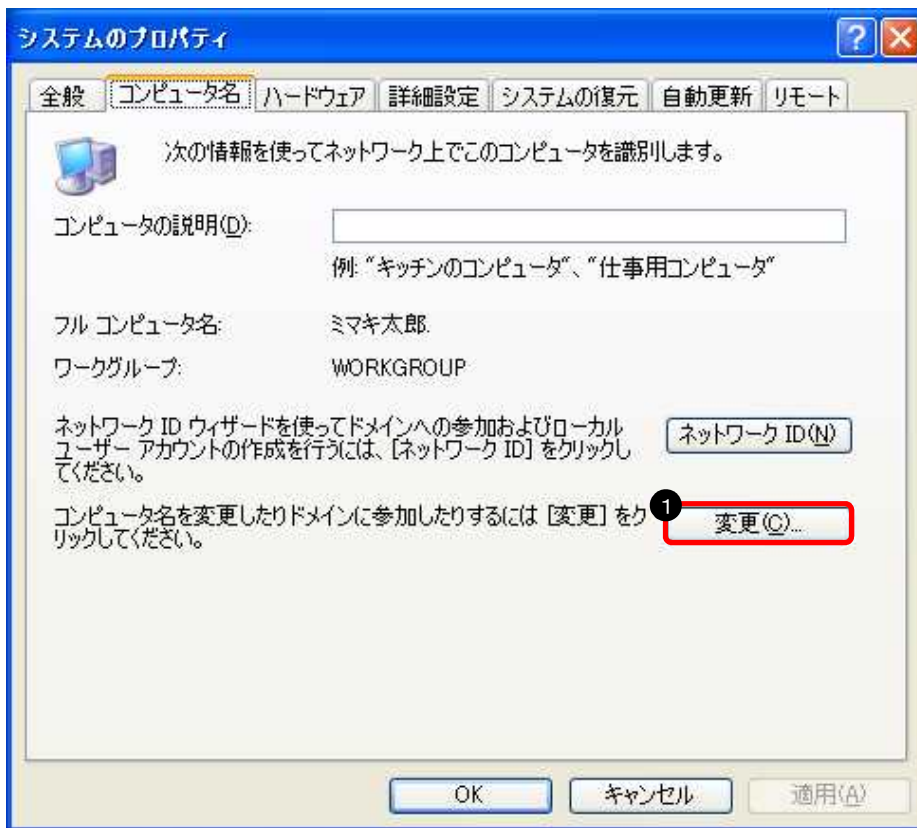 システムのプロパティ
全般 コンピュータ名 ハードウェア 詳細設定 システムの復元 自動更新 リモート
次の情報を使ってネットワーク上でこのコンピュータを識別します。
コンピュータの説明(D):
例: "キッチンのコンピュータ"、"仕事用コンピュータ"
フル コンピュータ名: ミマキ太郎.
ワークグループ: WORKGROUP
ネットワーク ID ウィザードを使ってドメインへの参加およびローカル
ユーザー アカウントの作成を行うには、[ネットワーク ID] をクリックし
てください。
ネットワーク ID(N)
コンピュータ名を変更したりドメインに参加したりするには [変更] をク
リックしてください。
1
変更(C)...
OK キャンセル 適用(A)